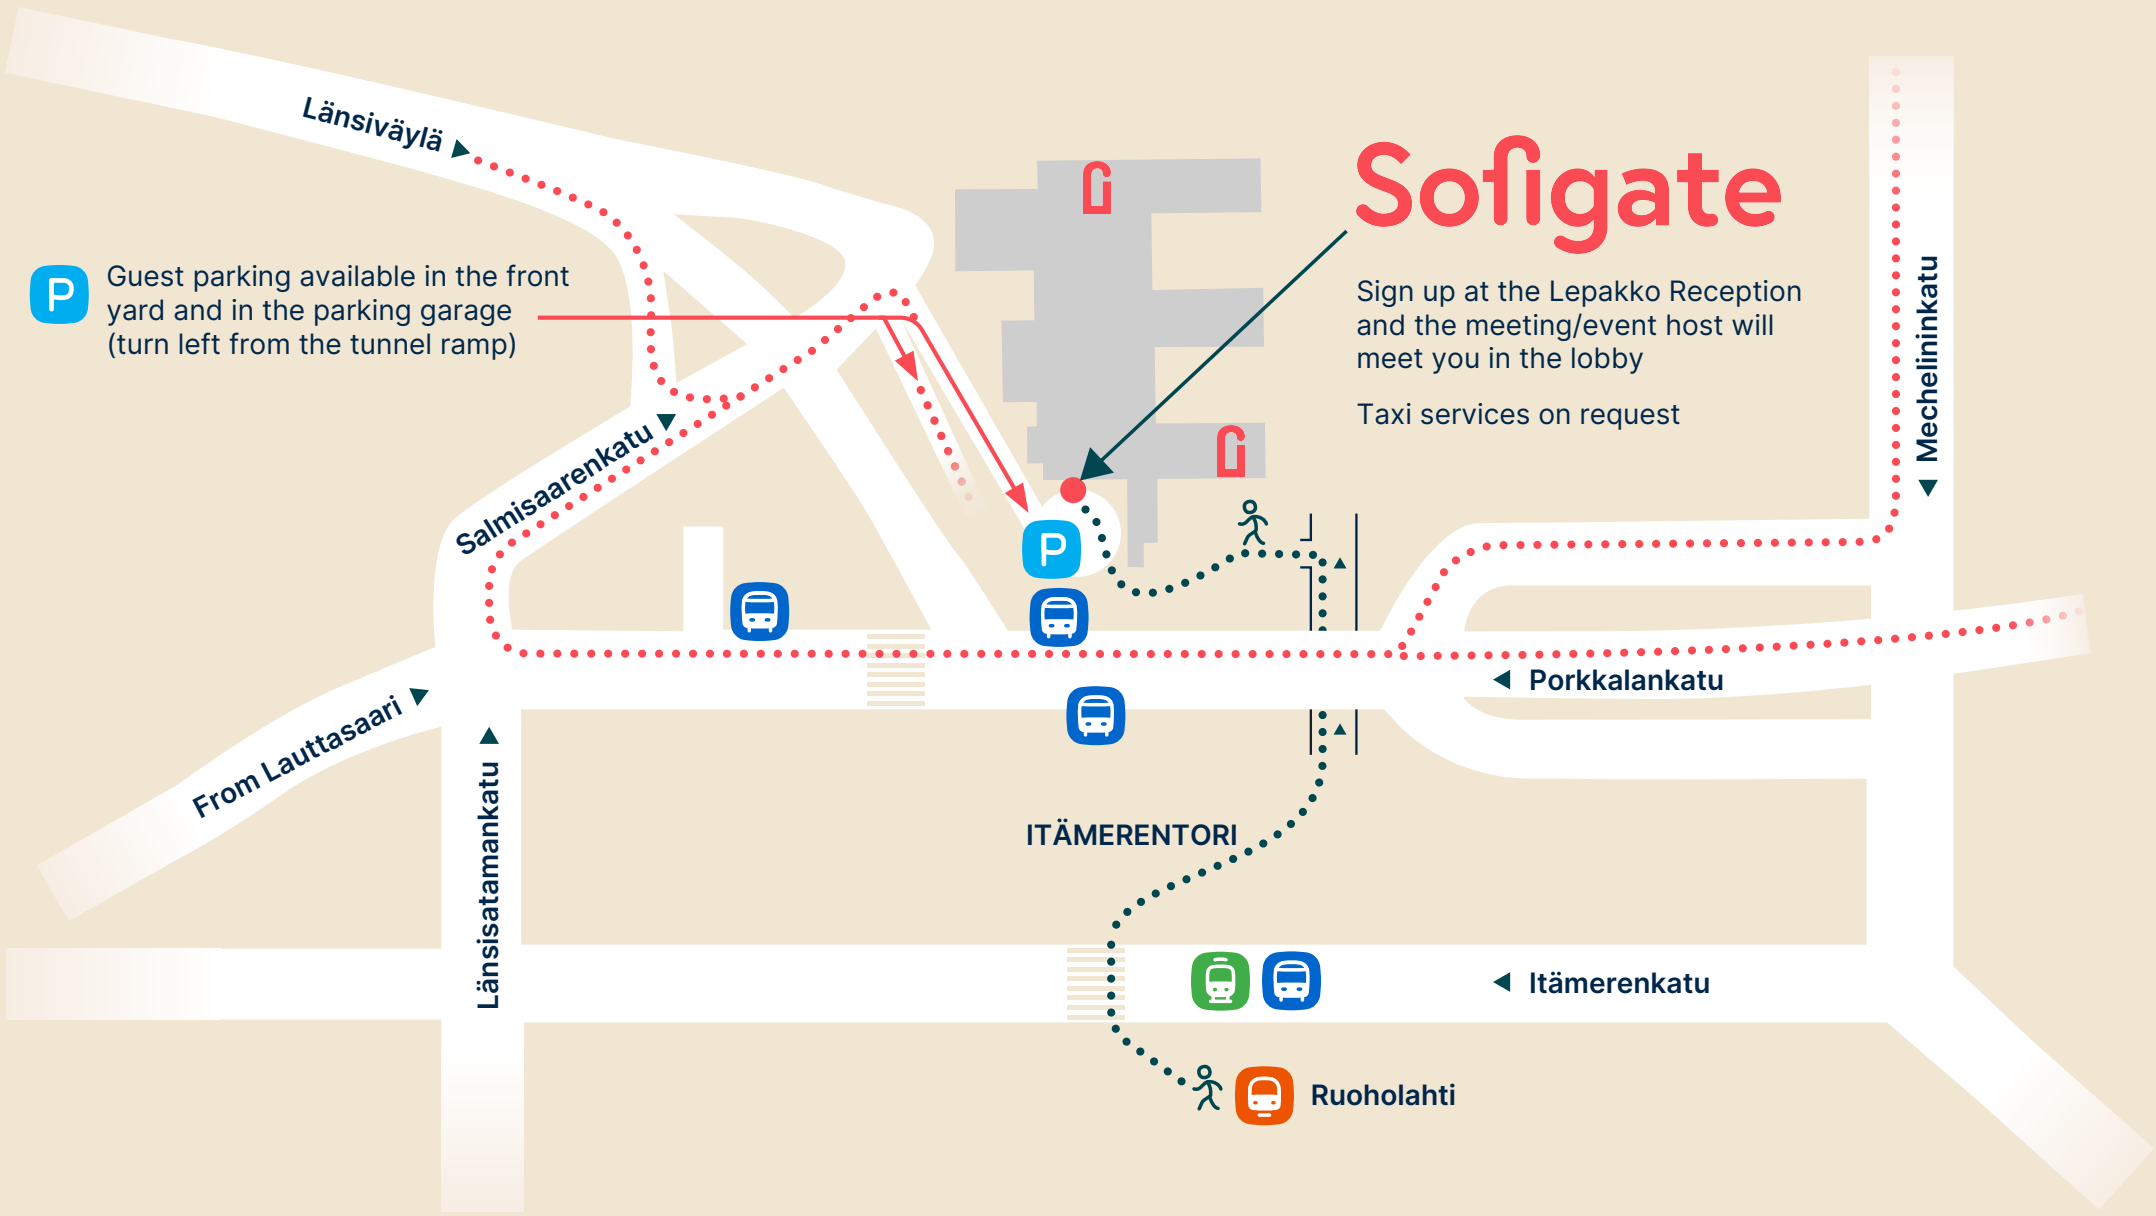 Länsiväylä
P
Guest parking available in the front
yard and in the parking garage
(turn left from the tunnel ramp)
Sofigate
Sign up at the Lepakko Reception
and the meeting/event host will
meet you in the lobby
Taxi services on request
Mechelininkatu
Salmisaarenkatu
P
Porkkalankatu
From Lauttasaari
Länsisatamankatu
ITÄMERENTORI
Itämerenkatu
Ruoholahti